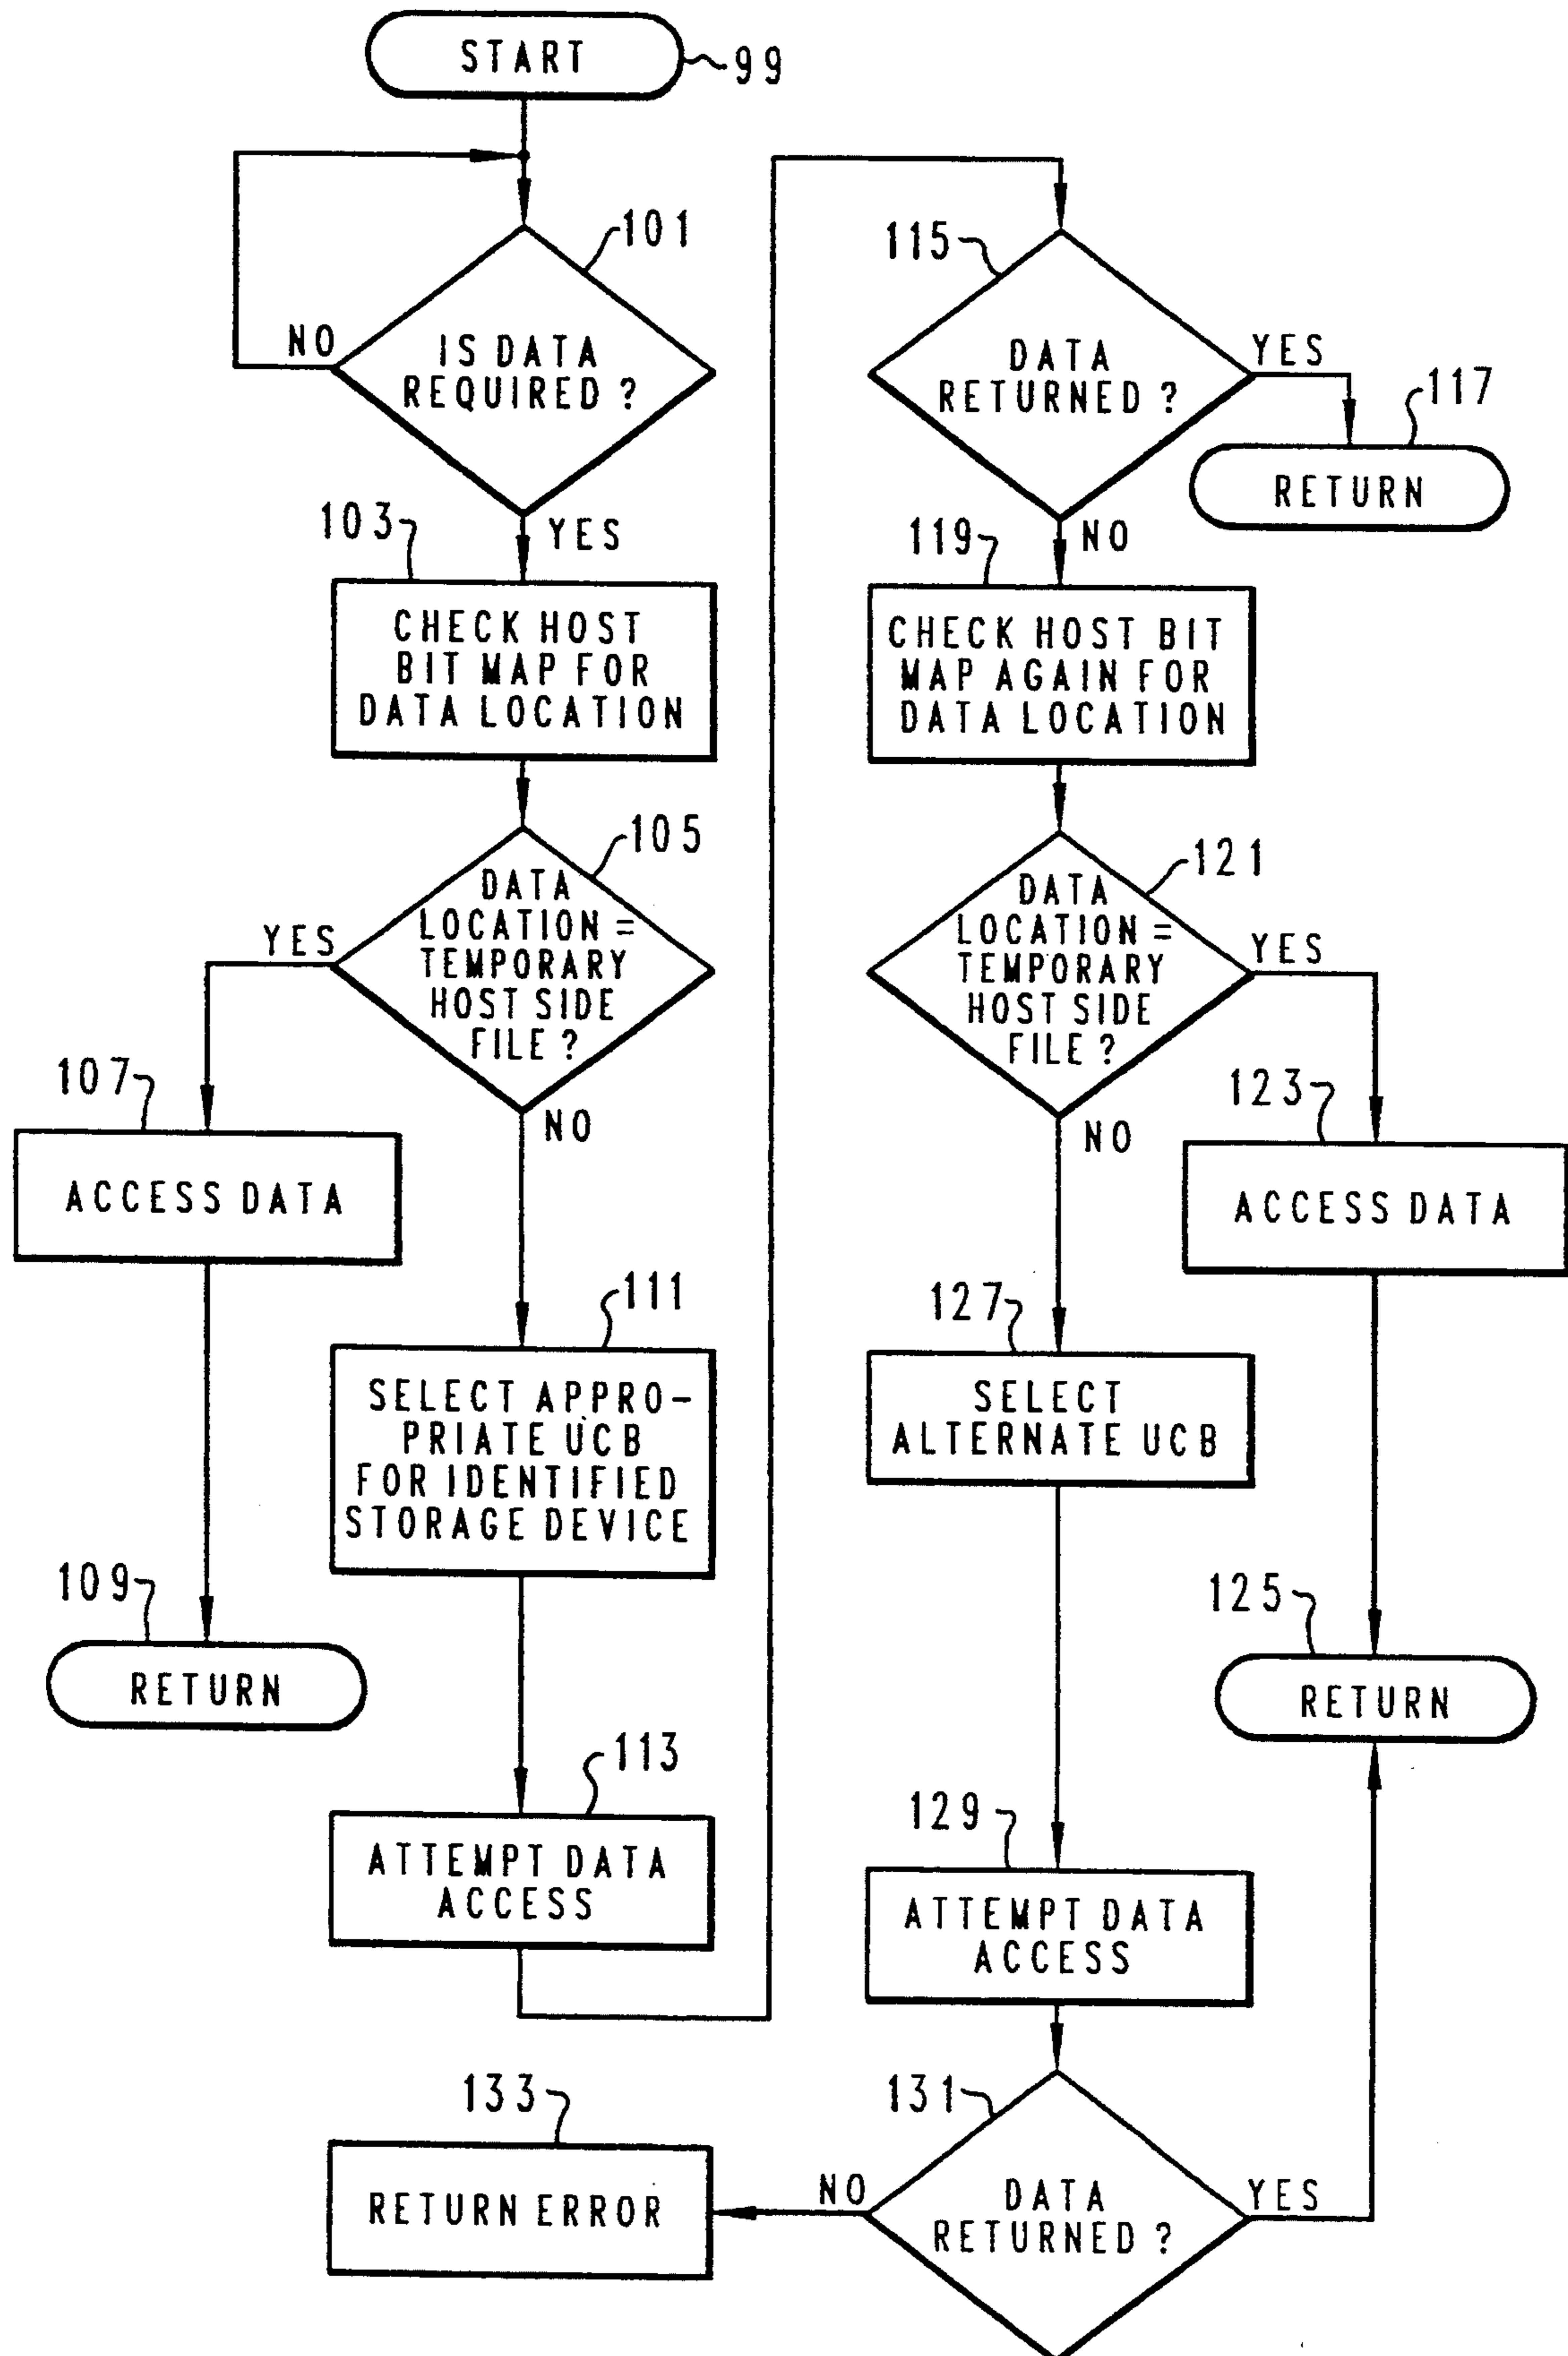 START
99
101
NO
IS DATA
REQUIRED ?
YES
103
CHECK HOST
BIT MAP FOR
DATA LOCATION
105
YES
DATA
LOCATION =
TEMPORARY
HOST SIDE
FILE ?
NO
107
ACCESS DATA
109
RETURN
111
SELECT APPRO-
PRIATE UCB
FOR IDENTIFIED
STORAGE DEVICE
113
ATTEMPT DATA
ACCESS
115
DATA
RETURNED ?
YES
117
RETURN
NO
119
CHECK HOST BIT
MAP AGAIN FOR
DATA LOCATION
121
DATA
LOCATION =
TEMPORARY
HOST SIDE
FILE ?
YES
NO
123
ACCESS DATA
125
RETURN
127
SELECT
ALTERNATE UCB
129
ATTEMPT DATA
ACCESS
131
DATA
RETURNED ?
YES
NO
133
RETURN ERROR